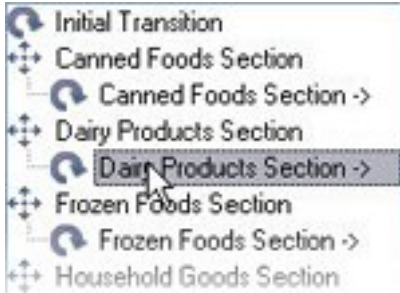 Initial Transition
Canned Foods Section
Canned Foods Section ->
Dairy Products Section
Dairy Products Section ->
Frozen Foods Section
Frozen Foods Section ->
Household Goods Section